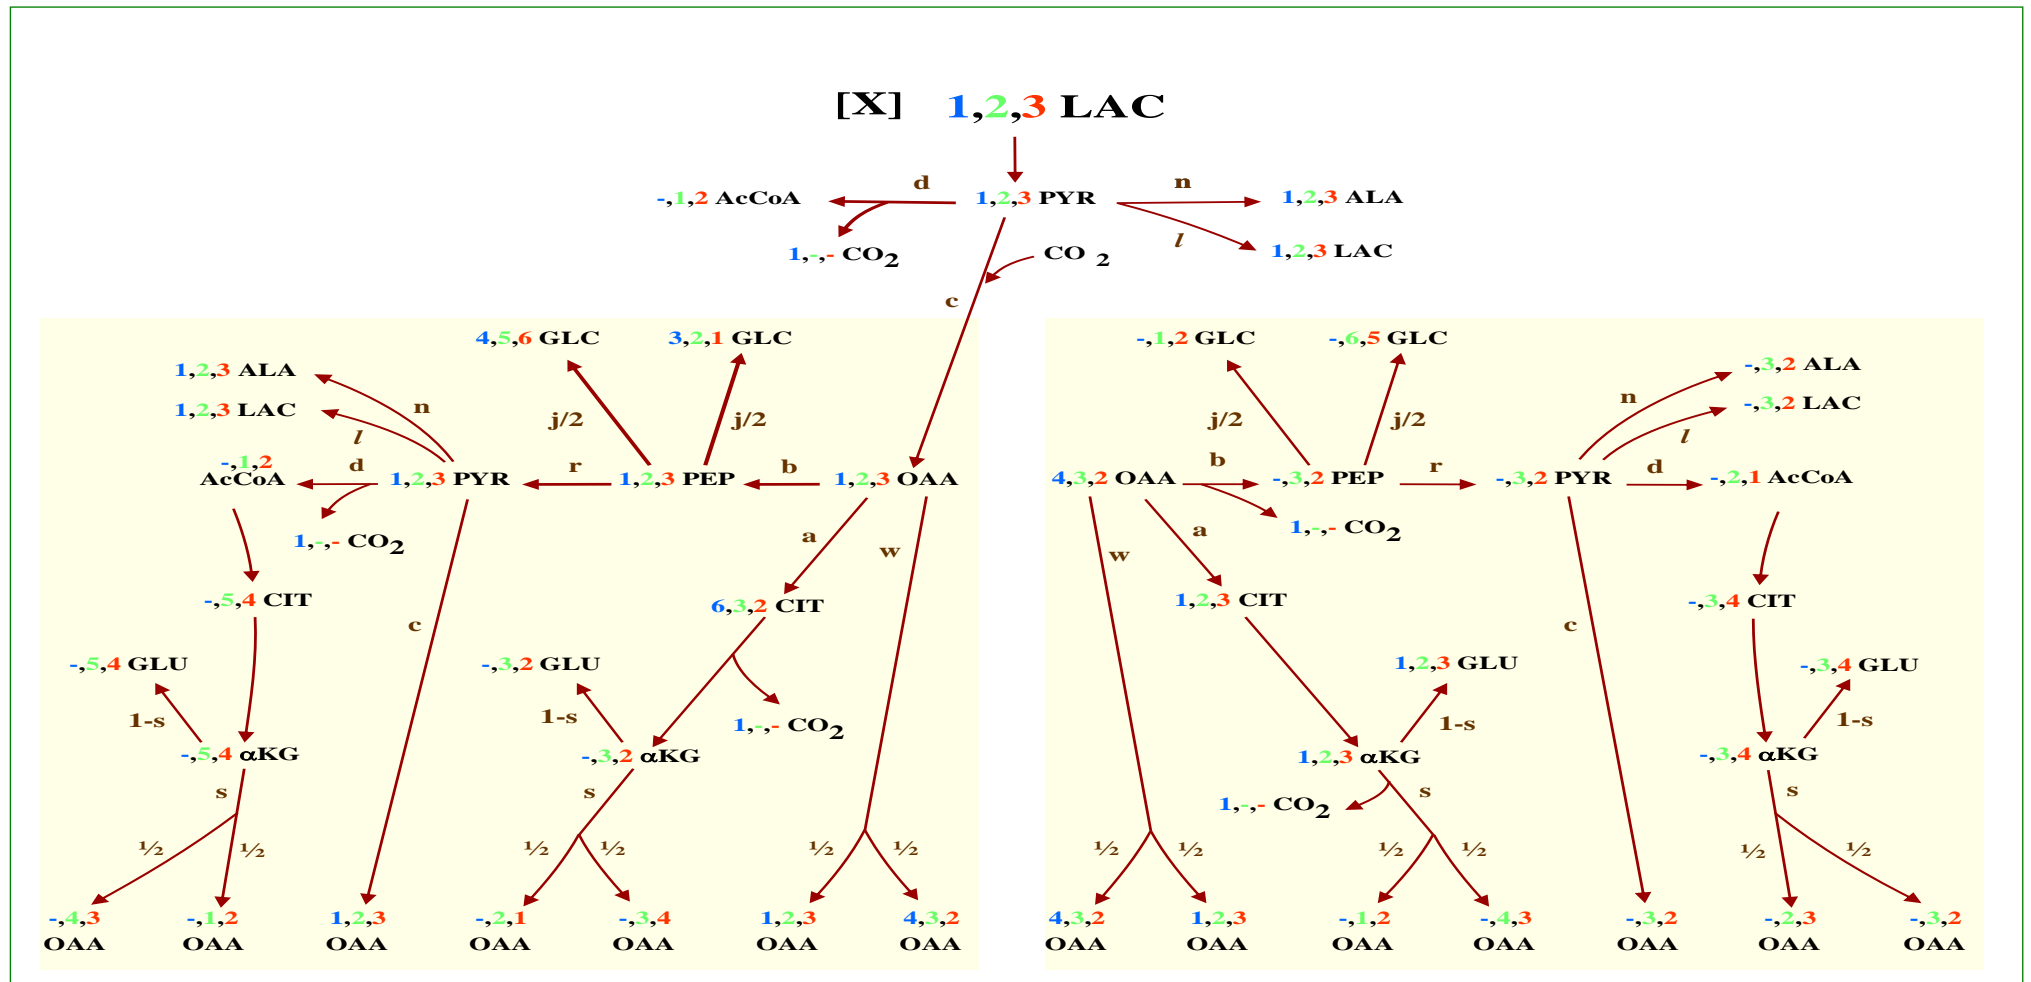 [X] 1,2,3 LAC
d
n
-,1,2 AcCoA
1,2,3 PYR
1,2,3 ALA
l
1,-,- CO2
CO 2
1,2,3 LAC
c
4,5,6 GLC
3,2,1 GLC
1,2,3 ALA
n
1,2,3 LAC
j/2
j/2
l
-,1,2
AcCoA
d
1,2,3 PYR
r
1,2,3 PEP
b
1,2,3 OAA
1,-,- CO2
a
w
-,5,4 CIT
6,3,2 CIT
c
-,5,4 GLU
-,3,2 GLU
1-s
1-s
1,-,- CO2
-,5,4 αKG
-,3,2 αKG
s
s
½
½
½
½
½
½
-,4,3
OAA
-,1,2
OAA
1,2,3
OAA
-,2,1
OAA
-,3,4
OAA
1,2,3
OAA
4,3,2
OAA
-,1,2 GLC
-,6,5 GLC
-,3,2 ALA
n
-,3,2 LAC
j/2
j/2
l
4,3,2 OAA
b
-,3,2 PEP
r
-,3,2 PYR
d
-,2,1 AcCoA
1,-,- CO2
w
a
1,2,3 CIT
-,3,4 CIT
c
1,2,3 GLU
-,3,4 GLU
1-s
1-s
1,2,3 αKG
-,3,4 αKG
1,-,- CO2
s
s
½
½
½
½
½
½
4,3,2
OAA
1,2,3
OAA
-,1,2
OAA
-,4,3
OAA
-,3,2
OAA
-,2,3
OAA
-,3,2
OAA